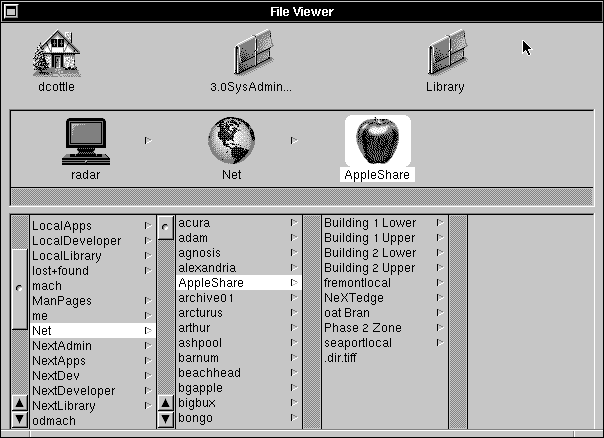 File Viewer
dcottle
3.0SysAdmin...
Library
radar
Net
AppleShare
LocalApps
LocalDeveloper
LocalLibrary
lost+found
mach
ManPages
me
Net
NextAdmin
NextApps
NextDev
NextDeveloper
NextLibrary
odmach
acura
adam
agnosis
alexandria
AppleShare
archive01
arcturus
arthur
ashpool
barnum
beachhead
bgapple
bigbux
bongo
Building 1 Lower
Building 1 Upper
Building 2 Lower
Building 2 Upper
fremontlocal
NeXTedge
oat Bran
Phase 2 Zone
seaportlocal
.dir.tiff